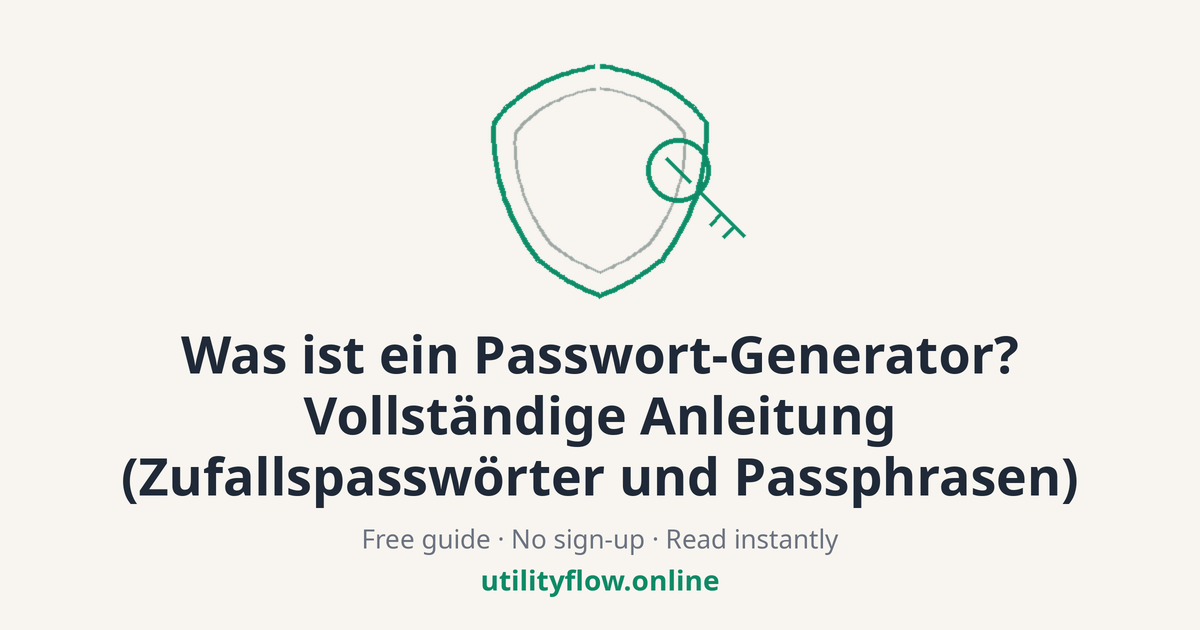 Was ist ein Passwort-Generator?
Vollständige Anleitung
(Zufallspasswörter und Passphrasen)
Free guide · No sign-up · Read instantly
utilityflow.online